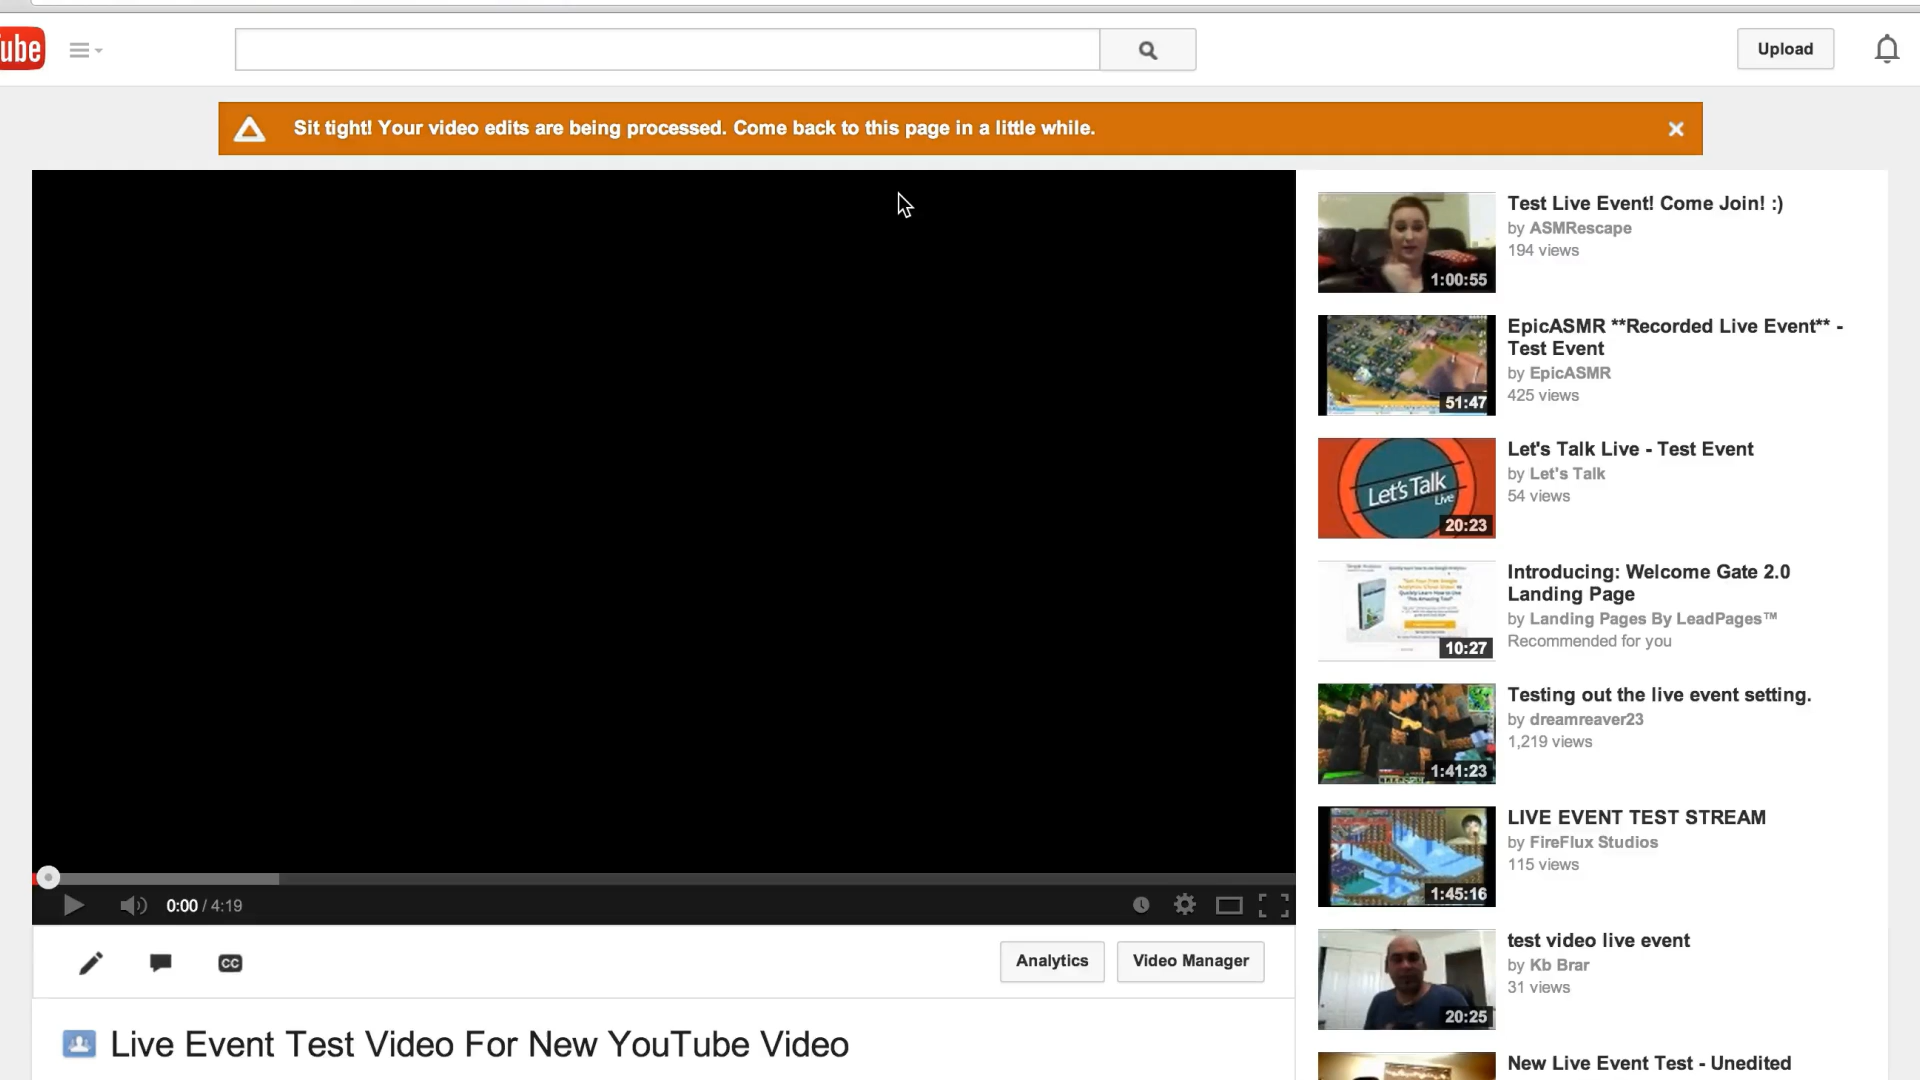 ube
Upload
Sit tight! Your video edits are being processed. Come back to this page in a little while.
Test Live Event! Come Join! :)
by ASMRescape
194 views
1:00:55
EpicASMR **Recorded Live Event** -
Test Event
by EpicASMR
425 views
51:47
Let's Talk Live - Test Event
by Let's Talk
54 views
Let's Talk
Live
20:23
Introducing: Welcome Gate 2.0
Landing Page
by Landing Pages By LeadPages™
Recommended for you
10:27
Testing out the live event setting.
by dreamreaver23
1,219 views
1:41:23
LIVE EVENT TEST STREAM
by FireFlux Studios
115 views
1:45:16
0:00 / 4:19
CC
Analytics
Video Manager
test video live event
by Kb Brar
31 views
20:25
Live Event Test Video For New YouTube Video
New Live Event Test - Unedited